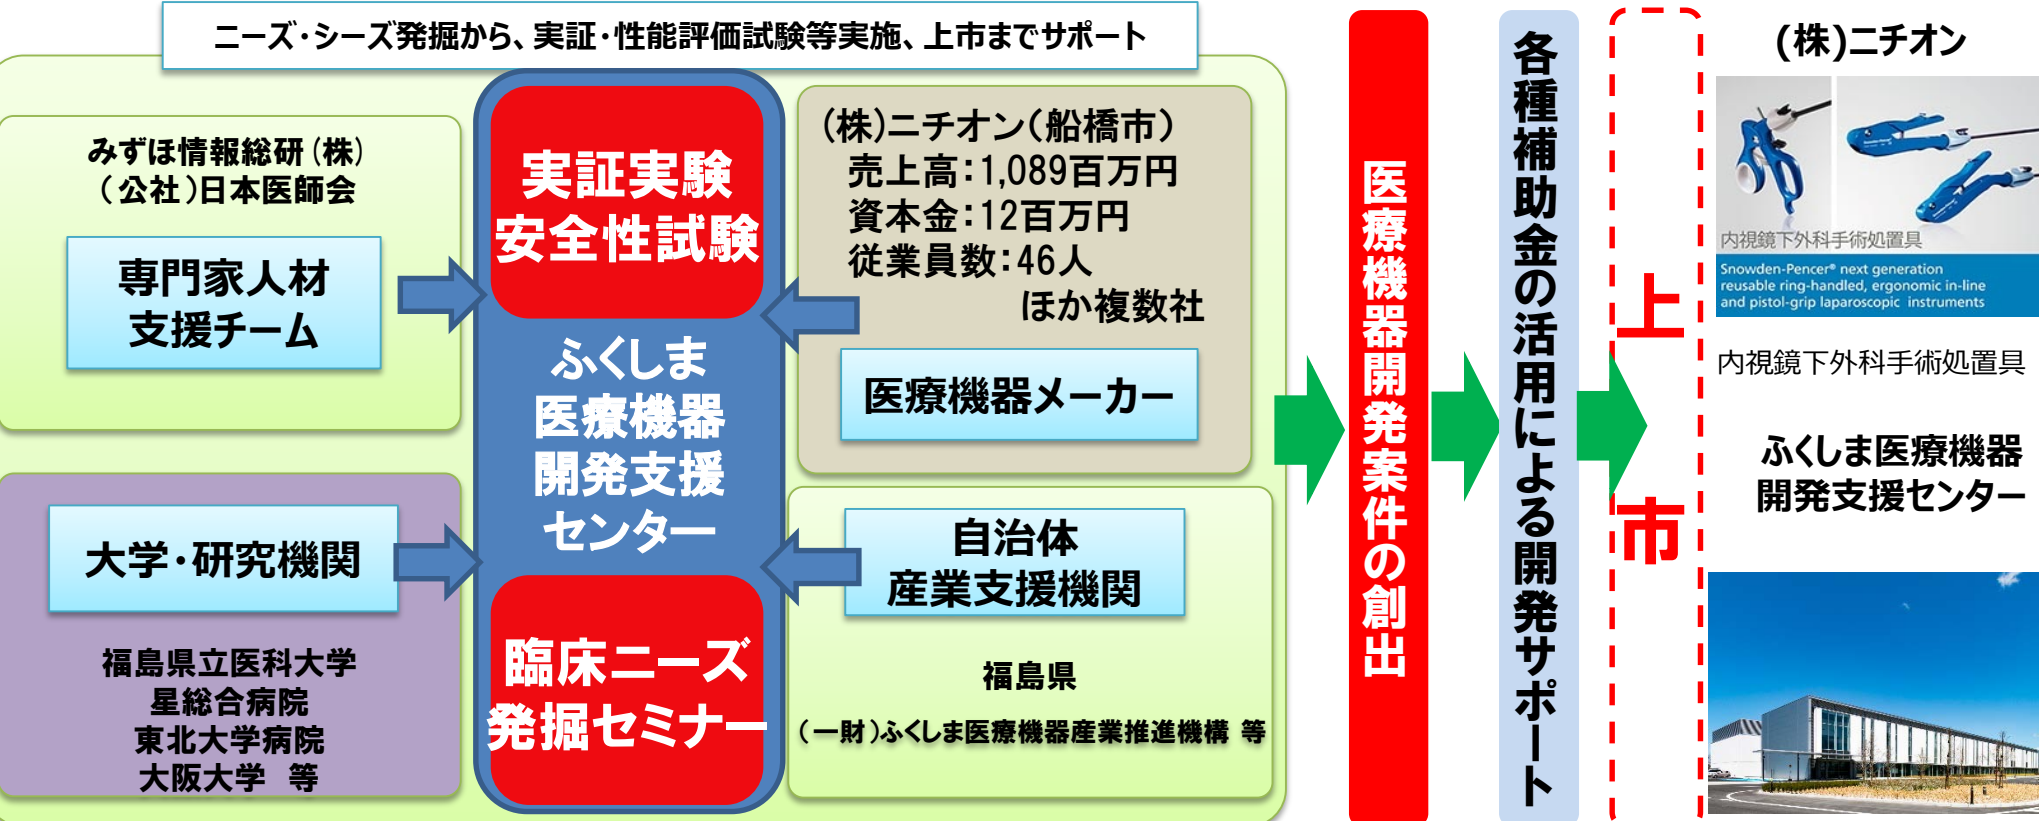 ニーズ・シーズ発掘から、実証・性能評価試験等実施、上市までサポート
みずほ情報総研(株)
(公社)日本医師会
専門家人材
支援チーム
大学・研究機関
福島県立医科大学
星総合病院
東北大学病院
大阪大学 等
実証実験
安全性試験
ふくしま
医療機器
開発支援
センター
臨床ニーズ
発掘セミナー
(株)ニチオン(船橋市)
売上高:1,089百万円
資本金:12百万円
従業員数:46人
ほか複数社
医療機器メーカー
自治体
産業支援機関
福島県
(一財)ふくしま医療機器産業推進機構 等
医療機器開発案件の創出
各種補助金の活用による開発サポート
上市
(株)ニチオン
内視鏡下外科手術処置具
Snowden-Pencer® next generation
reusable ring-handled, ergonomic in-line
and pistol-grip laparoscopic instruments
内視鏡下外科手術処置具
ふくしま医療機器
開発支援センター